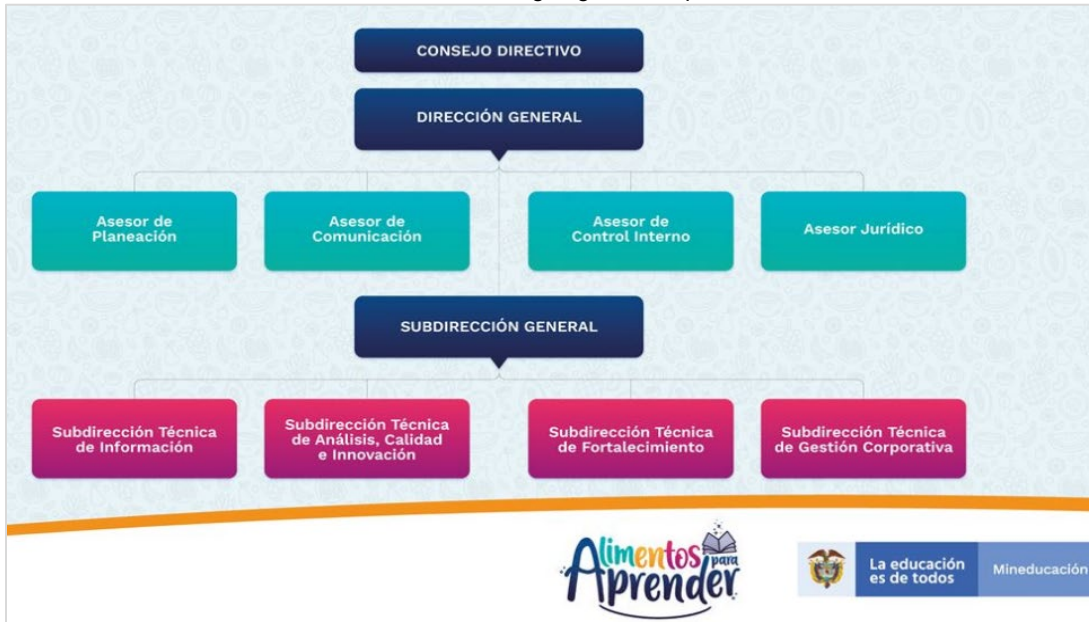 CONSEJO DIRECTIVO
DIRECCIÓN GENERAL
Asesor de
Planeación
Asesor de
Comunicación
Asesor de
Control Interno
Asesor Jurídico
SUBDIRECCIÓN GENERAL
Subdirección Técnica
de Información
Subdirección Técnica
de Análisis, Calidad
e Innovación
Subdirección Técnica
de Fortalecimiento
Subdirección Técnica
de Gestión Corporativa
Alimentos para
Aprender
La educación
es de todos
Mineducación